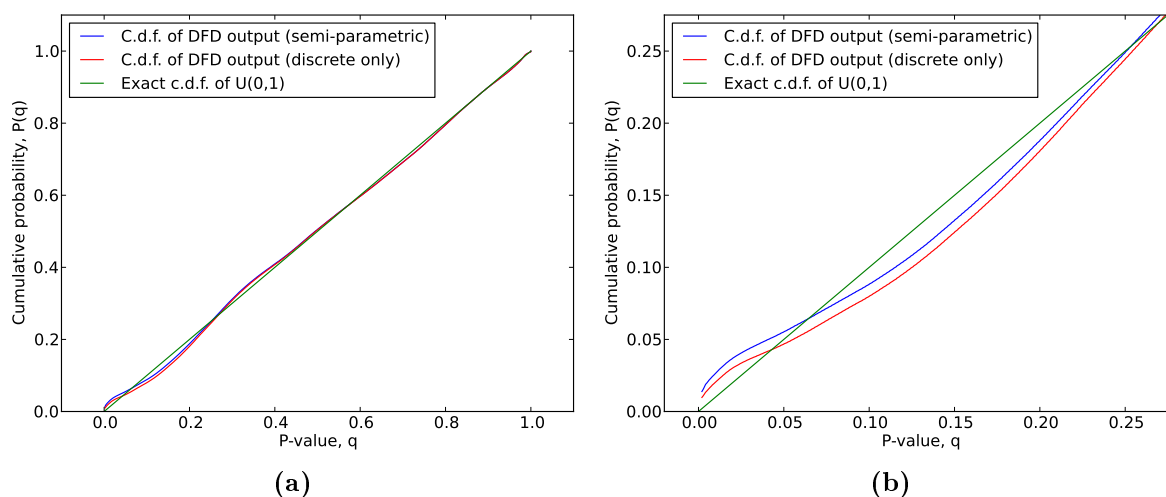 C.d.f. of DFD output (semi-parametric)
C.d.f. of DFD output (discrete only)
Exact c.d.f. of U(0,1)
Cumulative probability, P(q)
1.0
0.8
0.6
0.4
0.2
0.0
0.0 0.2 0.4 0.6 0.8 1.0
P-value, q
(a)
C.d.f. of DFD output (semi-parametric)
C.d.f. of DFD output (discrete only)
Exact c.d.f. of U(0,1)
Cumulative probability, P(q)
0.25
0.20
0.15
0.10
0.05
0.00
0.00 0.05 0.10 0.15 0.20 0.25
P-value, q
(b)